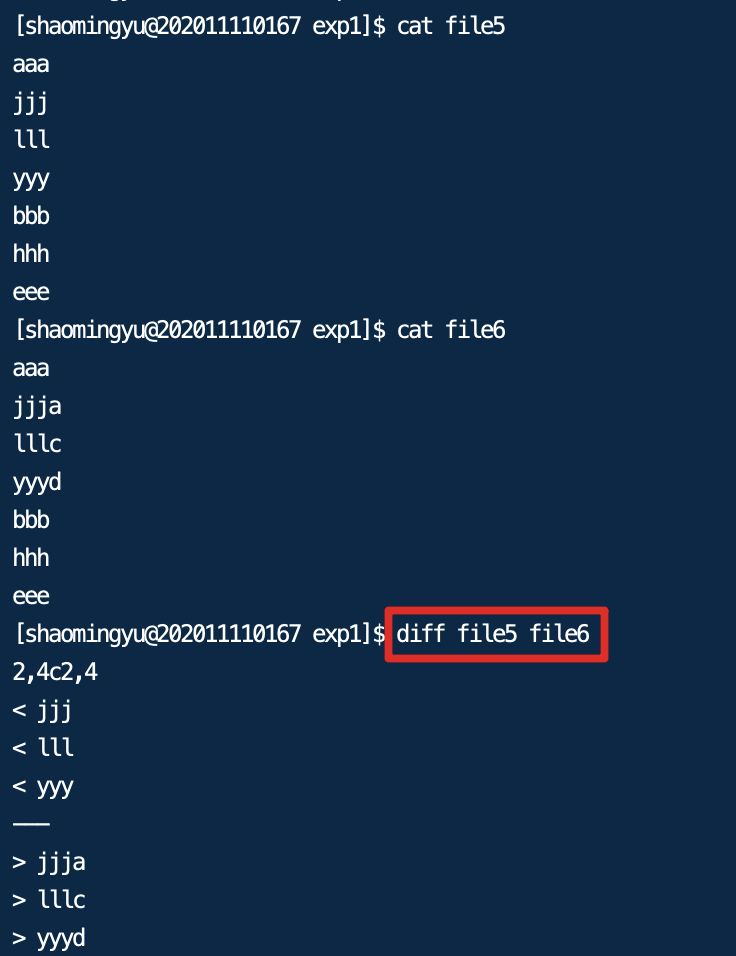 [shaomingyu@202011110167 exp1]$ cat file5
aaa
jjj
lll
yyy
bbb
hhh
eee
[shaomingyu@202011110167 exp1]$ cat file6
aaa
jjja
lllc
yyyd
bbb
hhh
eee
[shaomingyu@202011110167 exp1]$ diff file5 file6
2,4c2,4
< jjj
< lll
< yyy
---
> jjja
> lllc
> yyyd